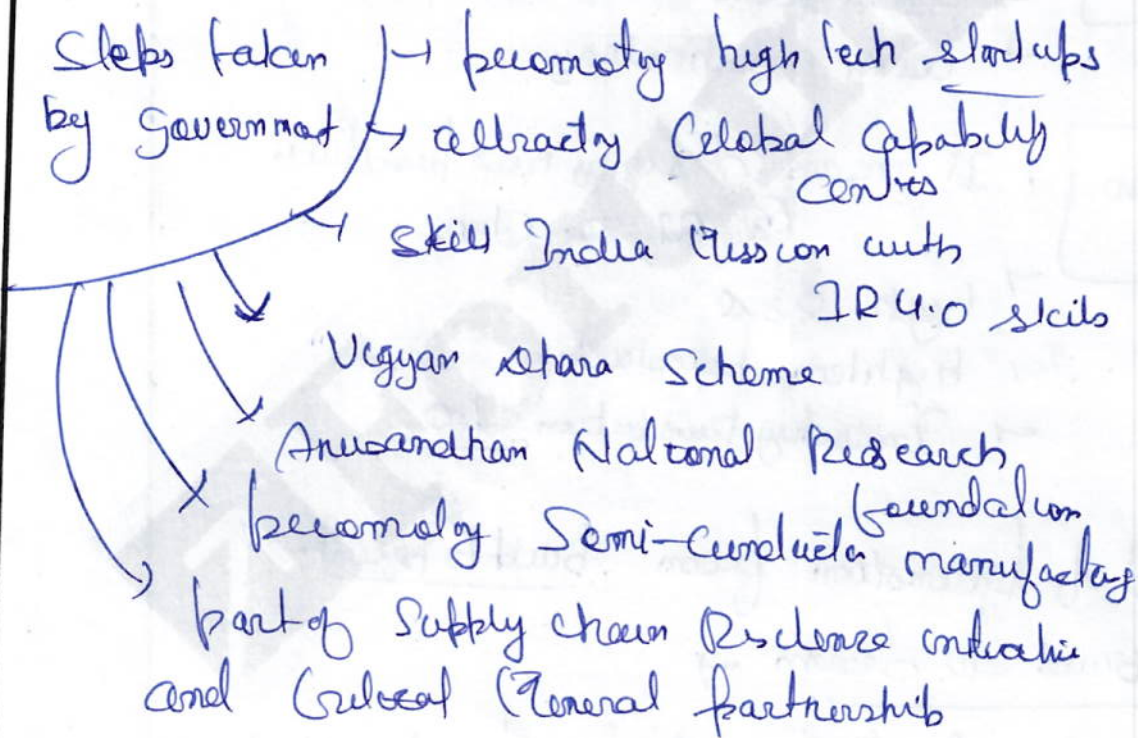 Steps taken → promoting high tech startups
by Government → attracting Global Capability
Centres
→ Skill India Mission with
IR 4.0 skills
Vigyan Dhara Scheme
Anusandhan National Research
foundation
promoting Semi-Conductor manufacturing
part of Supply chain Resilience initiative
and Mineral partnership